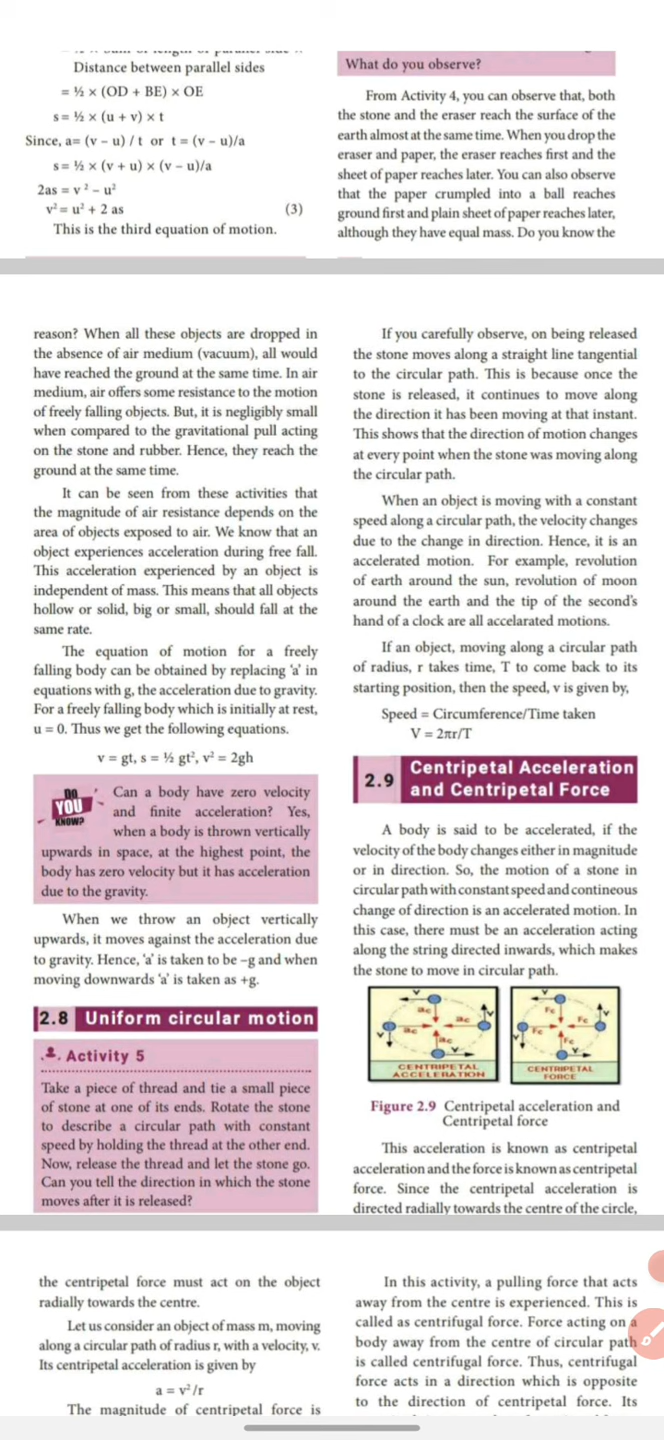 Distance between parallel sides
= ½ × (OD + BE) × OE
s = ½ × (u + v) × t
Since, a= (v – u) / t or t = (v – u)/a
s = ½ × (v + u) × (v – u)/a
2as = v ² – u²
v² = u² + 2 as (3)
This is the third equation of motion.
What do you observe?
From Activity 4, you can observe that, both
the stone and the eraser reach the surface of the
earth almost at the same time. When you drop the
eraser and paper, the eraser reaches first and the
sheet of paper reaches later. You can also observe
that the paper crumpled into a ball reaches
ground first and plain sheet of paper reaches later,
although they have equal mass. Do you know the
reason? When all these objects are dropped in
the absence of air medium (vacuum), all would
have reached the ground at the same time. In air
medium, air offers some resistance to the motion
of freely falling objects. But, it is negligibly small
when compared to the gravitational pull acting
on the stone and rubber. Hence, they reach the
ground at the same time.
It can be seen from these activities that
the magnitude of air resistance depends on the
area of objects exposed to air. We know that an
object experiences acceleration during free fall.
This acceleration experienced by an object is
independent of mass. This means that all objects
hollow or solid, big or small, should fall at the
same rate.
The equation of motion for a freely
falling body can be obtained by replacing 'a' in
equations with g, the acceleration due to gravity.
For a freely falling body which is initially at rest,
u = 0. Thus we get the following equations.
v = gt, s = ½ gt², v² = 2gh
DO
YOU
KNOW?
Can a body have zero velocity
and finite acceleration? Yes,
when a body is thrown vertically
upwards in space, at the highest point, the
body has zero velocity but it has acceleration
due to the gravity.
When we throw an object vertically
upwards, it moves against the acceleration due
to gravity. Hence, 'a' is taken to be –g and when
moving downwards 'a' is taken as +g.
2.8 Uniform circular motion
Activity 5
Take a piece of thread and tie a small piece
of stone at one of its ends. Rotate the stone
to describe a circular path with constant
speed by holding the thread at the other end.
Now, release the thread and let the stone go.
Can you tell the direction in which the stone
moves after it is released?
If you carefully observe, on being released
the stone moves along a straight line tangential
to the circular path. This is because once the
stone is released, it continues to move along
the direction it has been moving at that instant.
This shows that the direction of motion changes
at every point when the stone was moving along
the circular path.
When an object is moving with a constant
speed along a circular path, the velocity changes
due to the change in direction. Hence, it is an
accelerated motion. For example, revolution
of earth around the sun, revolution of moon
around the earth and the tip of the second's
hand of a clock are all accelarated motions.
If an object, moving along a circular path
of radius, r takes time, T to come back to its
starting position, then the speed, v is given by,
Speed = Circumference/Time taken
V = 2πr/T
2.9 Centripetal Acceleration
and Centripetal Force
A body is said to be accelerated, if the
velocity of the body changes either in magnitude
or in direction. So, the motion of a stone in
circular path with constant speed and contineous
change of direction is an accelerated motion. In
this case, there must be an acceleration acting
along the string directed inwards, which makes
the stone to move in circular path.
v
ac
ac
v
v
ac
ac
v
CENTRIPETAL
ACCELERATION
v
Fc
Fc
v
v
Fc
Fc
v
CENTRIPETAL
FORCE
Figure 2.9 Centripetal acceleration and
Centripetal force
This acceleration is known as centripetal
acceleration and the force is known as centripetal
force. Since the centripetal acceleration is
directed radially towards the centre of the circle,
the centripetal force must act on the object
radially towards the centre.
Let us consider an object of mass m, moving
along a circular path of radius r, with a velocity, v.
Its centripetal acceleration is given by
a = v²/r
The magnitude of centripetal force is
In this activity, a pulling force that acts
away from the centre is experienced. This is
called as centrifugal force. Force acting on a
body away from the centre of circular path
is called centrifugal force. Thus, centrifugal
force acts in a direction which is opposite
to the direction of centripetal force. Its